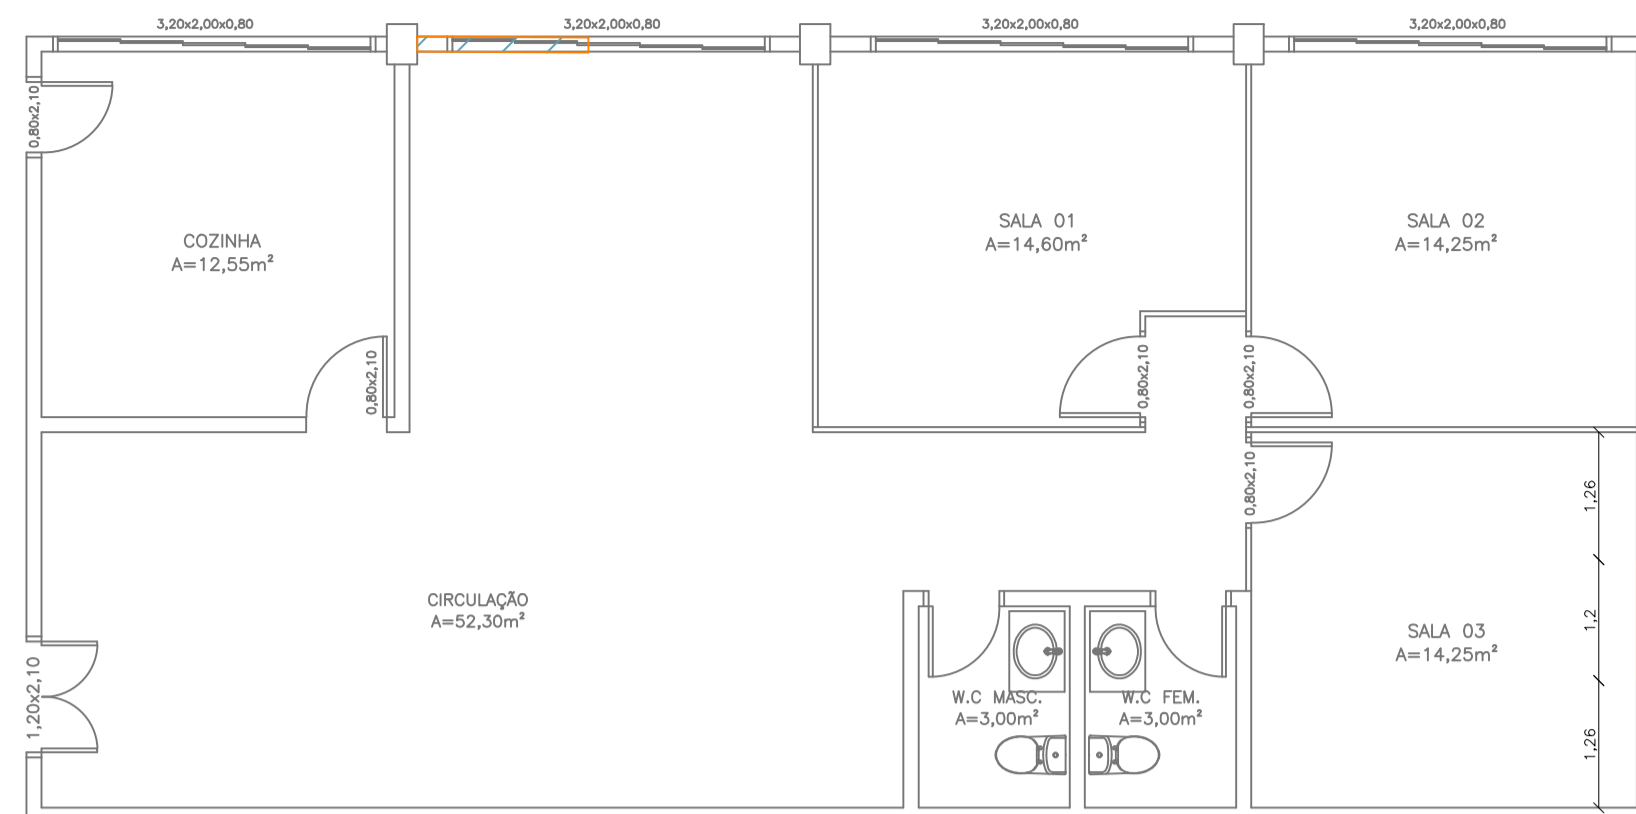 3,20x2,00x0,80
3,20x2,00x0,80
3,20x2,00x0,80
3,20x2,00x0,80
0,80x2,10
COZINHA
A=12,55m²
SALA 01
A=14,60m²
SALA 02
A=14,25m²
0,80x2,10
0,80x2,10
0,80x2,10
0,80x2,10
1,26
CIRCULAÇÃO
A=52,30m²
1,2
SALA 03
A=14,25m²
1,20x2,10
W.C MASC.
A=3,00m²
W.C FEM.
A=3,00m²
1,26